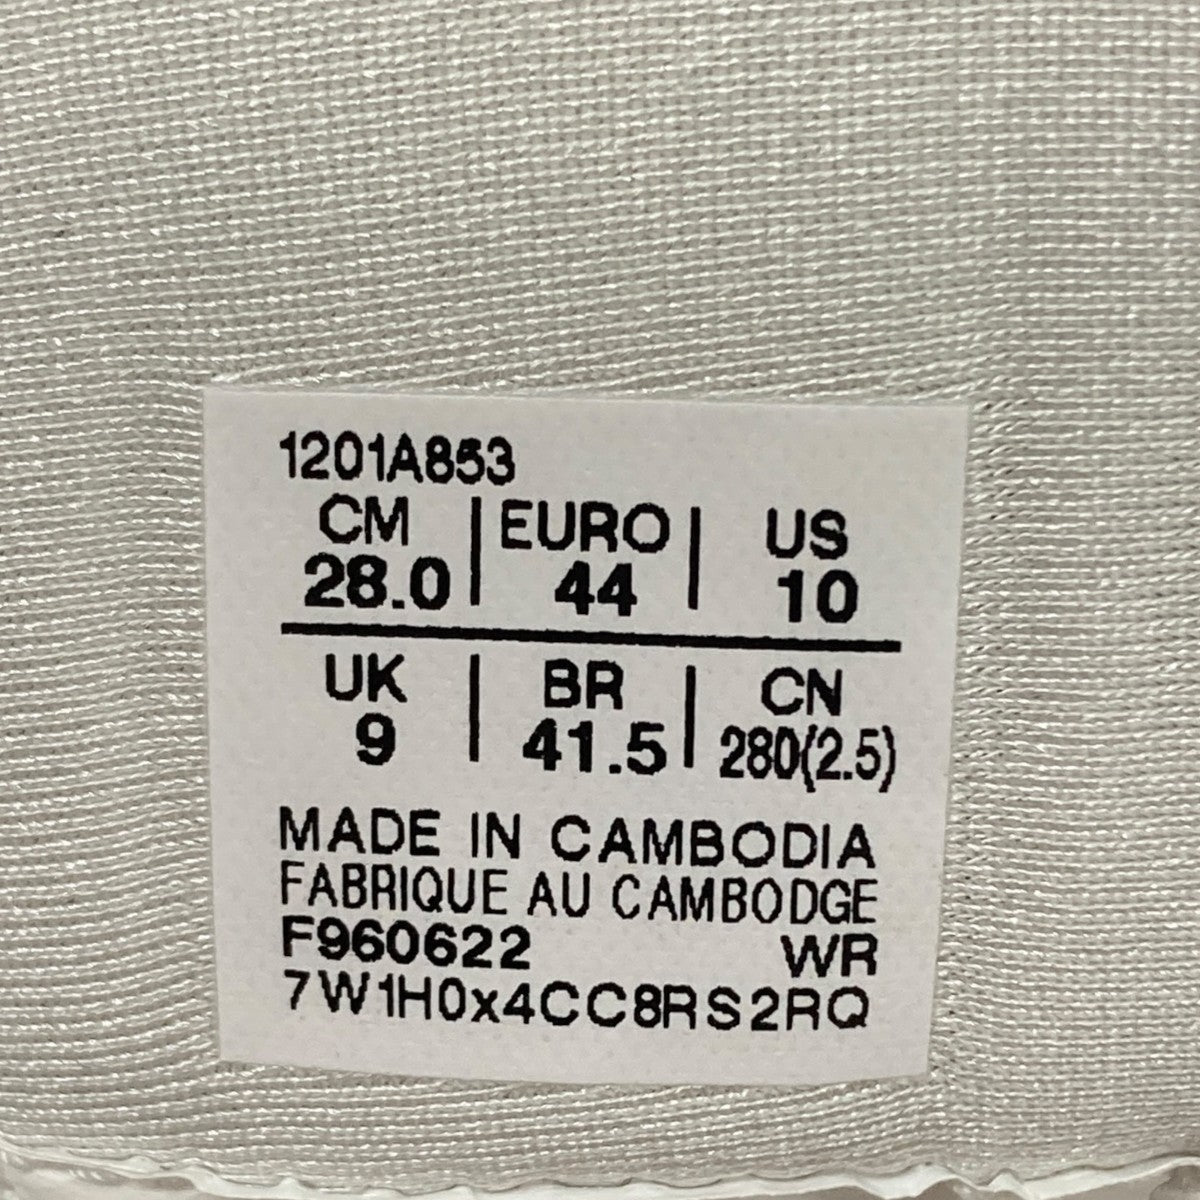 1201A853
CM EURO US
28.0 44 10
UK BR CN
9 41.5 280(2.5)
MADE IN CAMBODIA
FABRIQUE AU CAMBODGE
F960622 WR
7W1H0x4CC8RS2RQ